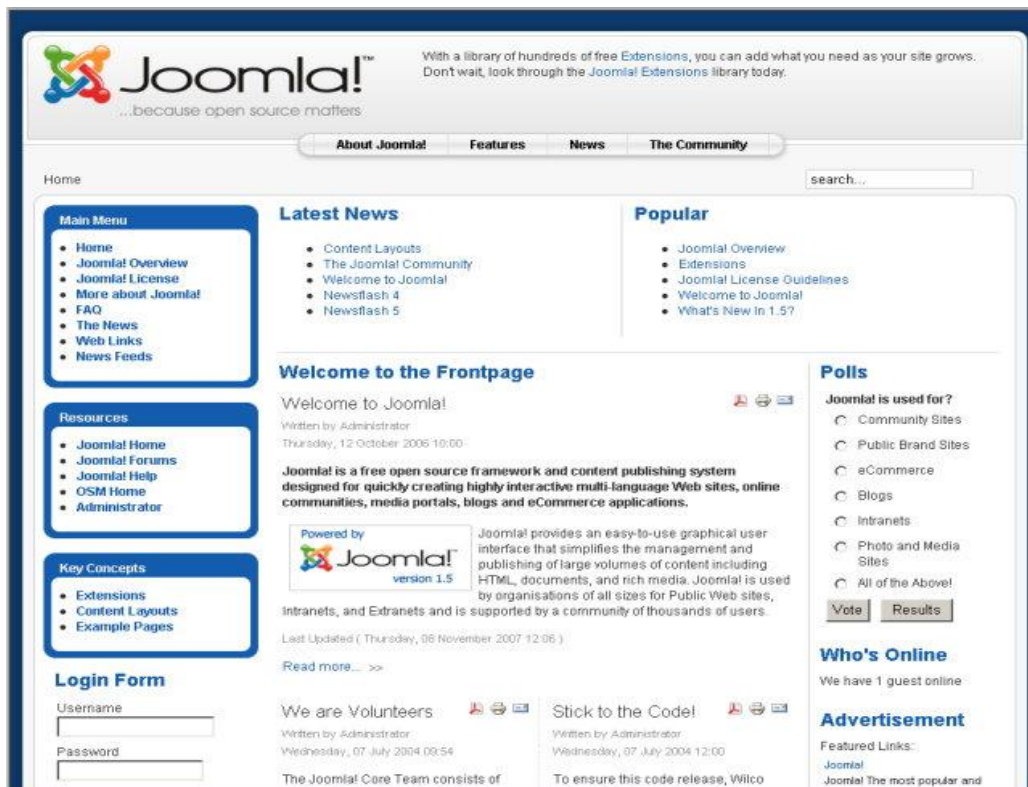 Joomla!™
...because open source matters
With a library of hundreds of free Extensions, you can add what you need as your site grows.
Don't wait, look through the Joomla! Extensions library today.
About Joomla! Features News The Community
Home
search...
Main Menu
Home
Joomla! Overview
Joomla! License
More about Joomla!
FAQ
The News
Web Links
News Feeds
Resources
Joomla! Home
Joomla! Forums
Joomla! Help
OSM Home
Administrator
Key Concepts
Extensions
Content Layouts
Example Pages
Login Form
Username
Password
Latest News
Content Layouts
The Joomla! Community
Welcome to Joomla!
Newsflash 4
Newsflash 5
Popular
Joomla! Overview
Extensions
Joomla! License Guidelines
Welcome to Joomla!
What's New In 1.5?
Welcome to the Frontpage
Welcome to Joomla!
Written by Administrator
Thursday, 12 October 2006 10:00
Joomla! is a free open source framework and content publishing system
designed for quickly creating highly interactive multi-language Web sites, online
communities, media portals, blogs and eCommerce applications.
Powered by
Joomla!™
version 1.5
Joomla! provides an easy-to-use graphical user
interface that simplifies the management and
publishing of large volumes of content including
HTML, documents, and rich media. Joomla! is used
by organisations of all sizes for Public Web sites,
Intranets, and Extranets and is supported by a community of thousands of users.
Last Updated ( Thursday, 08 November 2007 12:06 )
Read more... >>
We are Volunteers
Written by Administrator
Wednesday, 07 July 2004 09:54
The Joomla! Core Team consists of
Stick to the Code!
Written by Administrator
Wednesday, 07 July 2004 12:00
To ensure this code release, Wilco
Polls
Joomla! is used for?
Community Sites
Public Brand Sites
eCommerce
Blogs
Intranets
Photo and Media
Sites
All of the Above!
Vote Results
Who's Online
We have 1 guest online
Advertisement
Featured Links:
Joomla!
Joomla! The most popular and